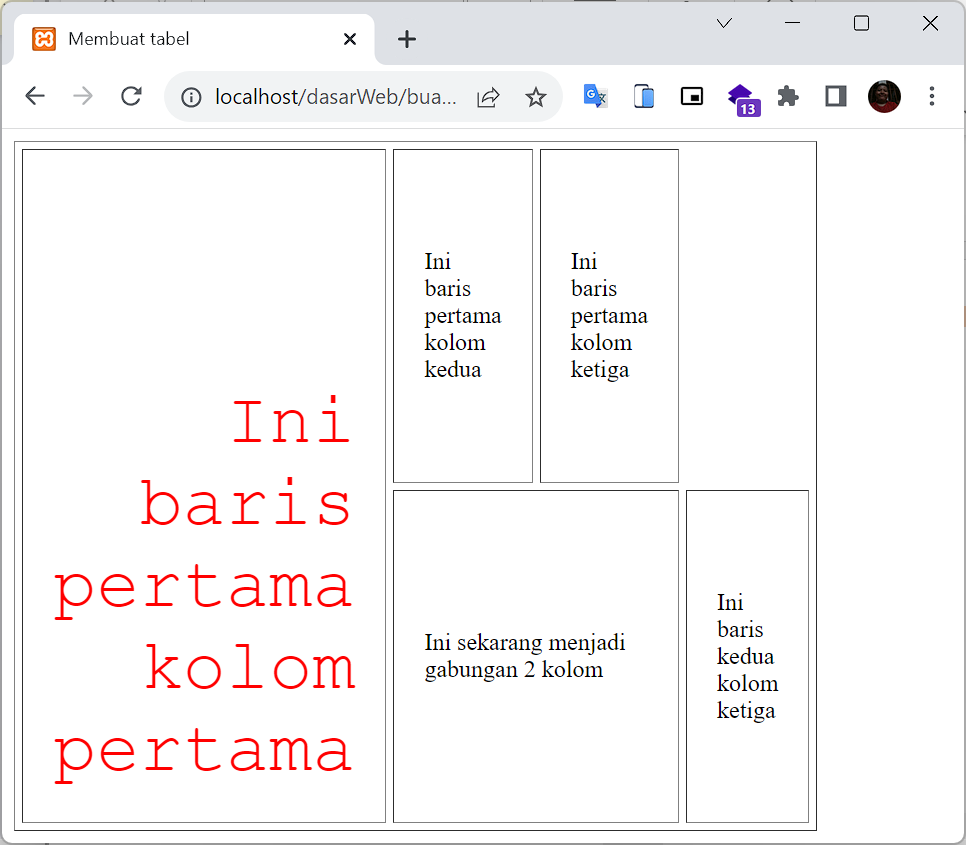 Membuat tabel
localhost/dasarWeb/bua...
13
Ini
baris
pertama
kolom
pertama
Ini
baris
pertama
kolom
kedua
Ini
baris
pertama
kolom
ketiga
Ini sekarang menjadi
gabungan 2 kolom
Ini
baris
kedua
kolom
ketiga